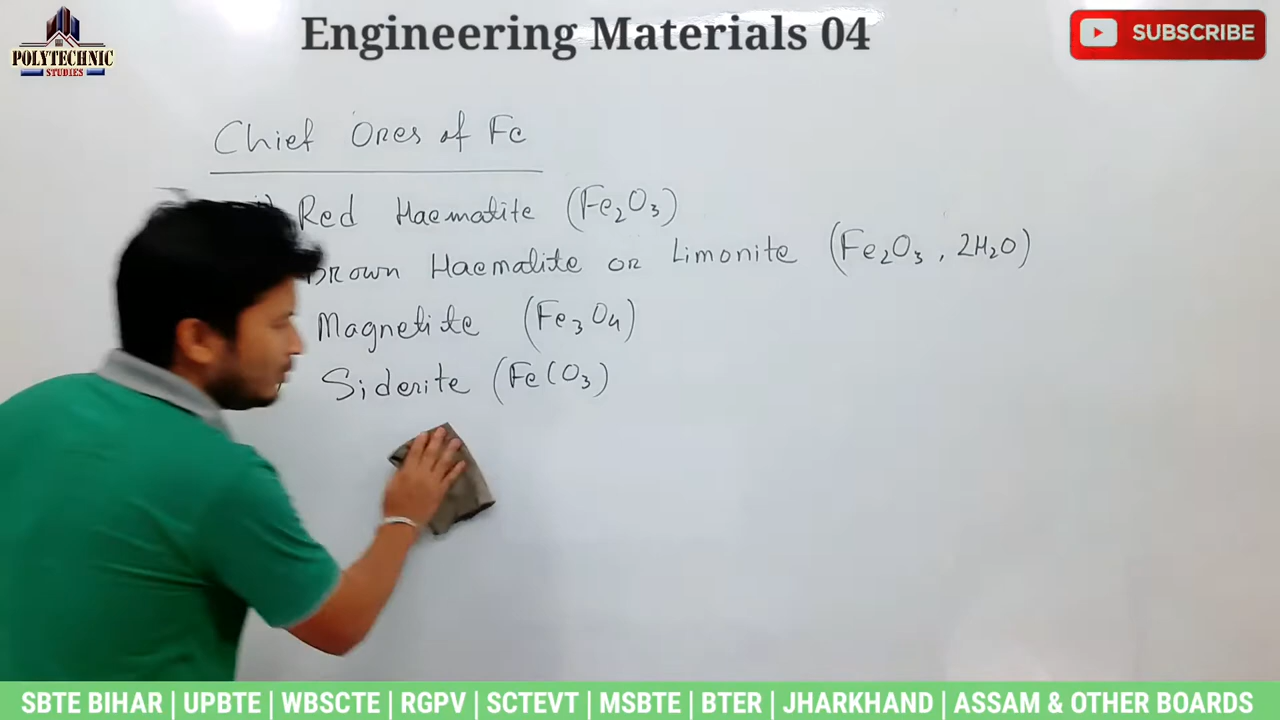 Engineering Materials 04
POLYTECHNIC
STUDIES
SUBSCRIBE
Chief Ores of Fe
Red Haematite (Fe₂O₃)
Brown Haematite or Limonite (Fe₂O₃, 2H₂O)
Magnetite (Fe₃O₄)
Siderite (FeCO₃)
SBTE BIHAR | UPBTE | WBSCTE | RGPV | SCTEVT | MSBTE | BTER | JHARKHAND | ASSAM & OTHER BOARDS